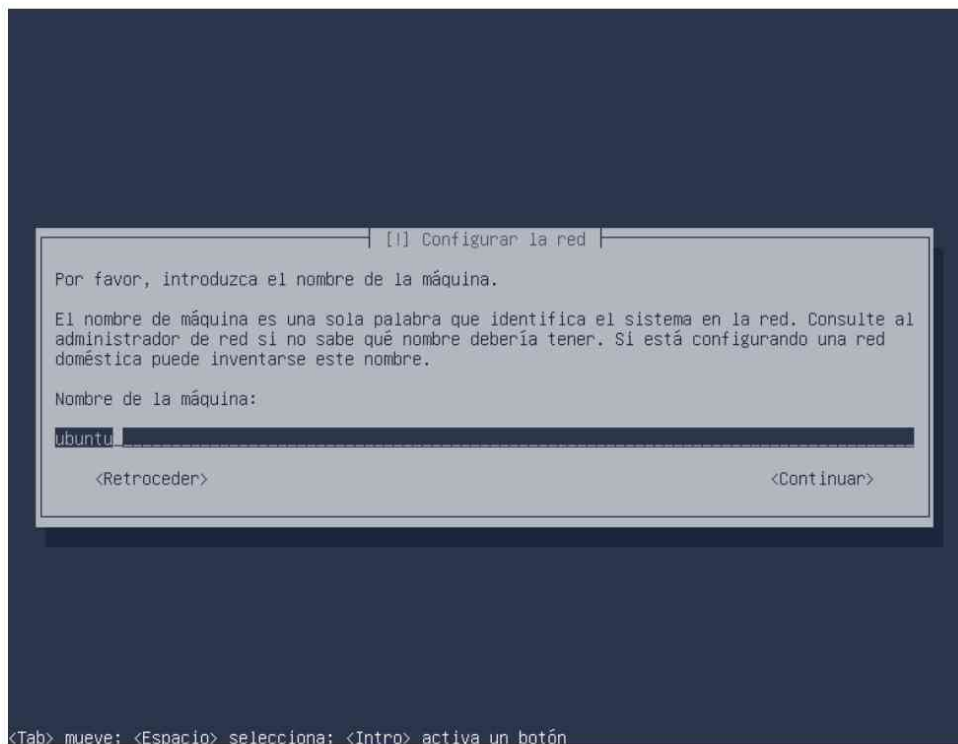 [!] Configurar la red
Por favor, introduzca el nombre de la máquina.
El nombre de máquina es una sola palabra que identifica el sistema en la red. Consulte al
administrador de red si no sabe qué nombre debería tener. Si está configurando una red
doméstica puede inventarse este nombre.
Nombre de la máquina:
ubuntu
<Retroceder> <Continuar>
<Tab> mueve; <Espacio> selecciona; <Intro> activa un botón